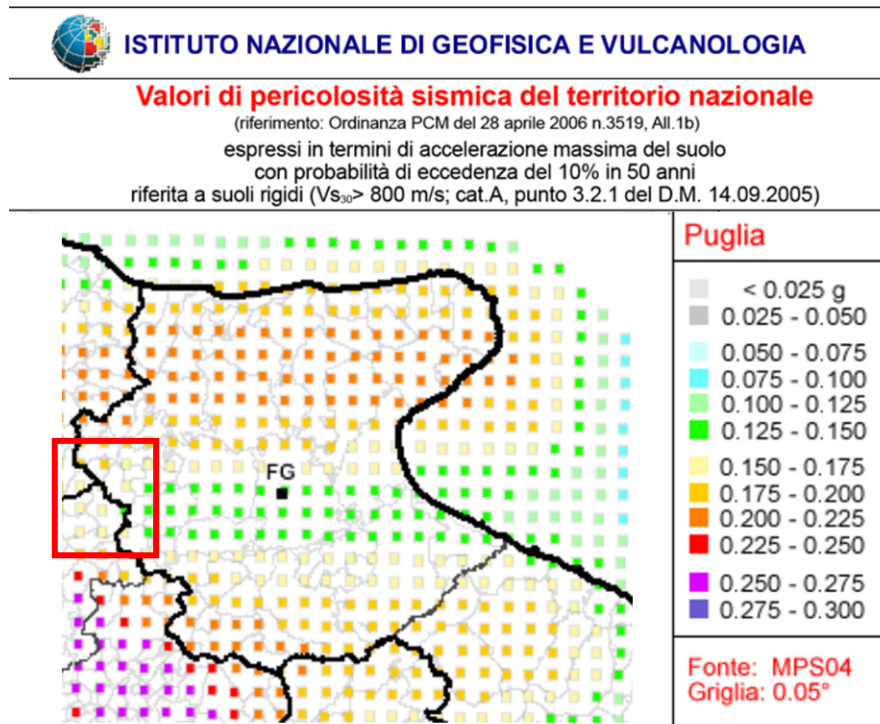 ISTITUTO NAZIONALE DI GEOFISICA E VULCANOLOGIA
Valori di pericolosità sismica del territorio nazionale
(riferimento: Ordinanza PCM del 28 aprile 2006 n.3519, All.1b)
espressi in termini di accelerazione massima del suolo
con probabilità di eccedenza del 10% in 50 anni
riferita a suoli rigidi (Vs₃₀> 800 m/s; cat.A, punto 3.2.1 del D.M. 14.09.2005)
FG
Puglia
< 0.025 g
0.025 - 0.050
0.050 - 0.075
0.075 - 0.100
0.100 - 0.125
0.125 - 0.150
0.150 - 0.175
0.175 - 0.200
0.200 - 0.225
0.225 - 0.250
0.250 - 0.275
0.275 - 0.300
Fonte: MPS04
Griglia: 0.05°